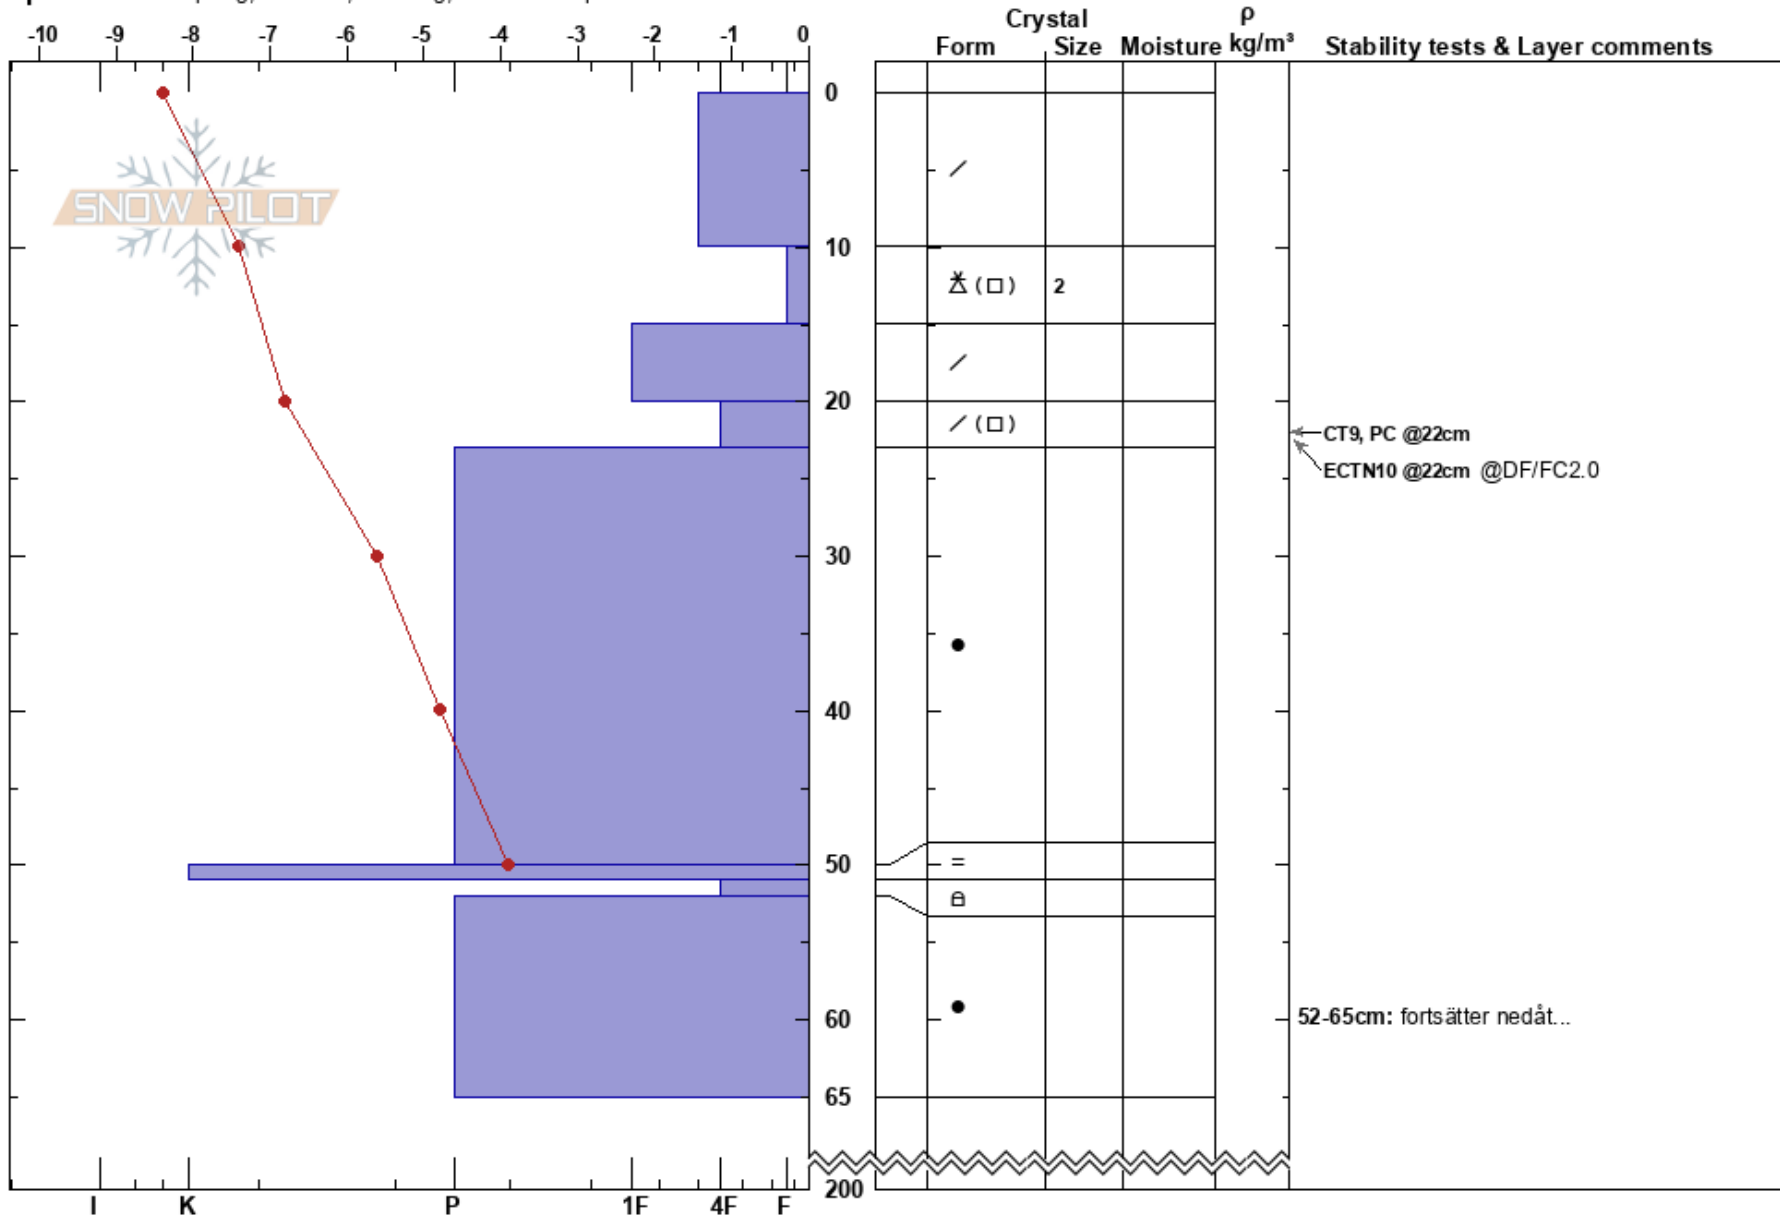 -10 -9 -8 -7 -6 -5 -4 -3 -2 -1 0
Crystal
Form Size Moisture ρ kg/m³ Stability tests & Layer comments
SNOW PILOT
0
10
2
20
CT9, PC @22cm
ECTN10 @22cm @DF/FC2.0
30
40
50
60
52-65cm: fortsätter nedåt...
65
200
I K P 1F 4F F